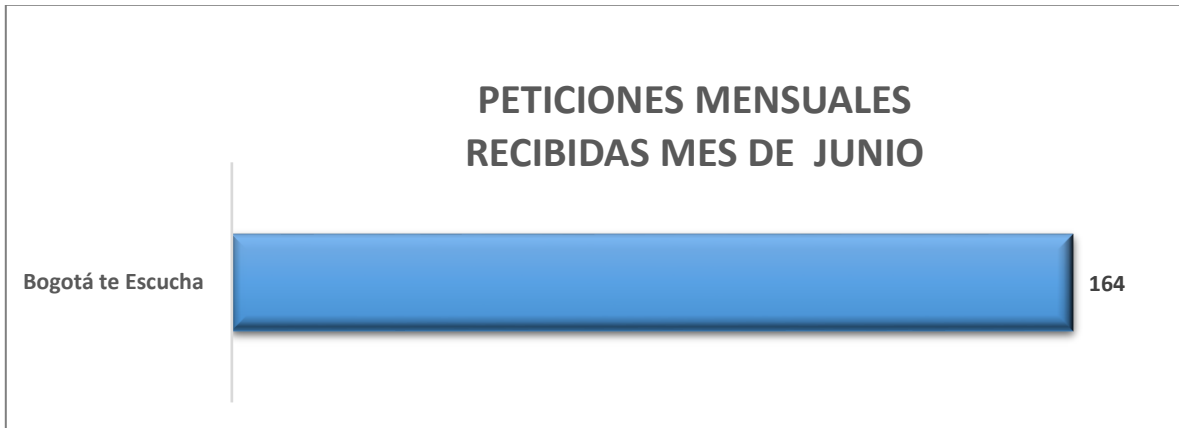 PETICIONES MENSUALES
RECIBIDAS MES DE JUNIO
Bogotá te Escucha
164